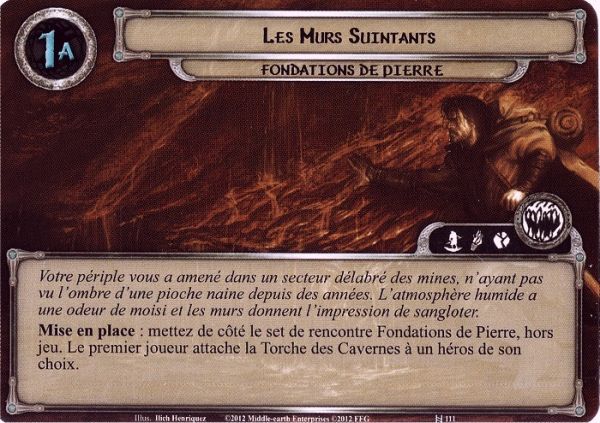 1A
LES MURS SUINTANTS
FONDATIONS DE PIERRE
Votre périple vous a amené dans un secteur délabré des mines, n'ayant pas
vu l'ombre d'une pioche naine depuis des années. L'atmosphère humide a
une odeur de moisi et les murs donnent l'impression de sangloter.
Mise en place : mettez de côté le set de rencontre Fondations de Pierre, hors
jeu. Le premier joueur attache la Torche des Cavernes à un héros de son
choix.
Illus. Ilich Henriquez ©2012 Middle-earth Enterprises ©2012 FFG 111